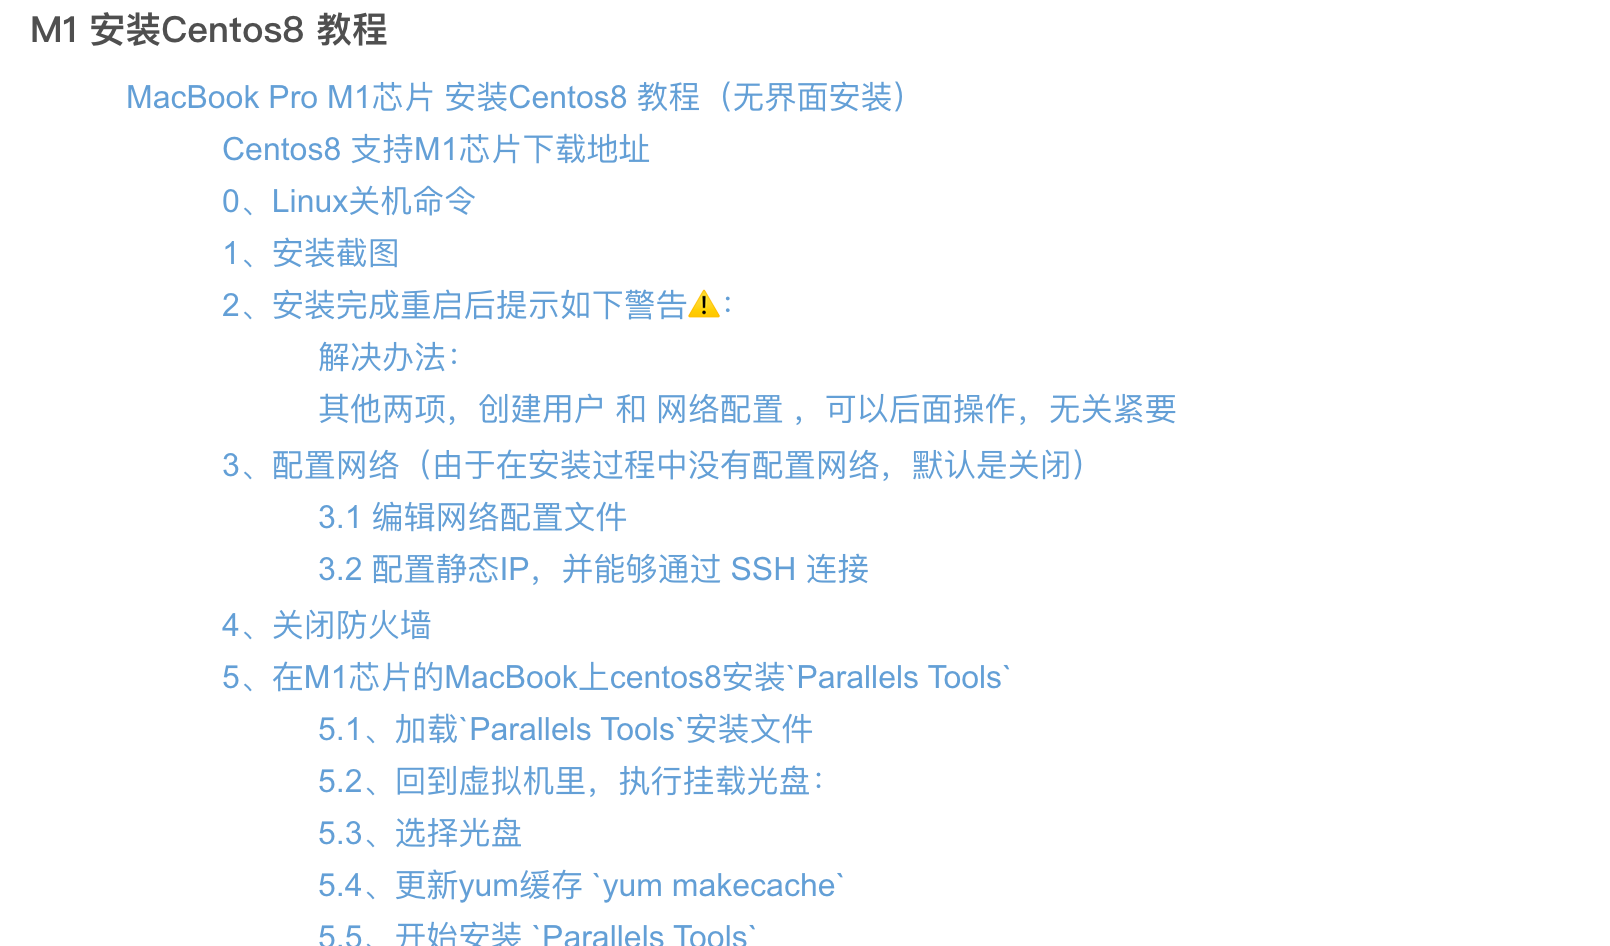 M1 安装Centos8 教程
MacBook Pro M1芯片 安装Centos8 教程（无界面安装）
Centos8 支持M1芯片下载地址
0、Linux关机命令
1、安装截图
2、安装完成重启后提示如下警告⚠️：
解决办法：
其他两项，创建用户 和 网络配置 ，可以后面操作，无关紧要
3、配置网络（由于在安装过程中没有配置网络，默认是关闭）
3.1 编辑网络配置文件
3.2 配置静态IP，并能够通过 SSH 连接
4、关闭防火墙
5、在M1芯片的MacBook上centos8安装`Parallels Tools`
5.1、加载`Parallels Tools`安装文件
5.2、回到虚拟机里，执行挂载光盘：
5.3、选择光盘
5.4、更新yum缓存 `yum makecache`
5.5、开始安装 `Parallels Tools`